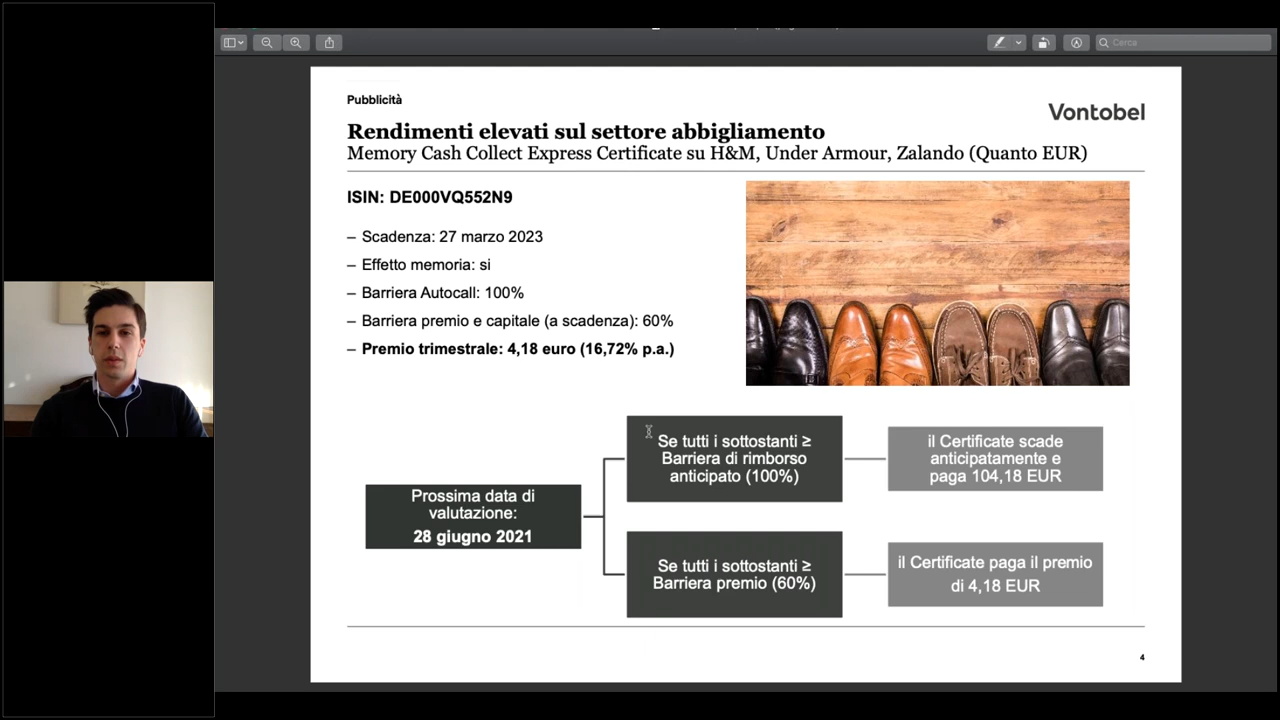 Cerca
Pubblicità
Vontobel
Rendimenti elevati sul settore abbigliamento
Memory Cash Collect Express Certificate su H&M, Under Armour, Zalando (Quanto EUR)
ISIN: DE000VQ552N9
– Scadenza: 27 marzo 2023
– Effetto memoria: si
– Barriera Autocall: 100%
– Barriera premio e capitale (a scadenza): 60%
– Premio trimestrale: 4,18 euro (16,72% p.a.)
Prossima data di
valutazione:
28 giugno 2021
Se tutti i sottostanti ≥
Barriera di rimborso
anticipato (100%)
il Certificate scade
anticipatamente e
paga 104,18 EUR
Se tutti i sottostanti ≥
Barriera premio (60%)
il Certificate paga il premio
di 4,18 EUR
4